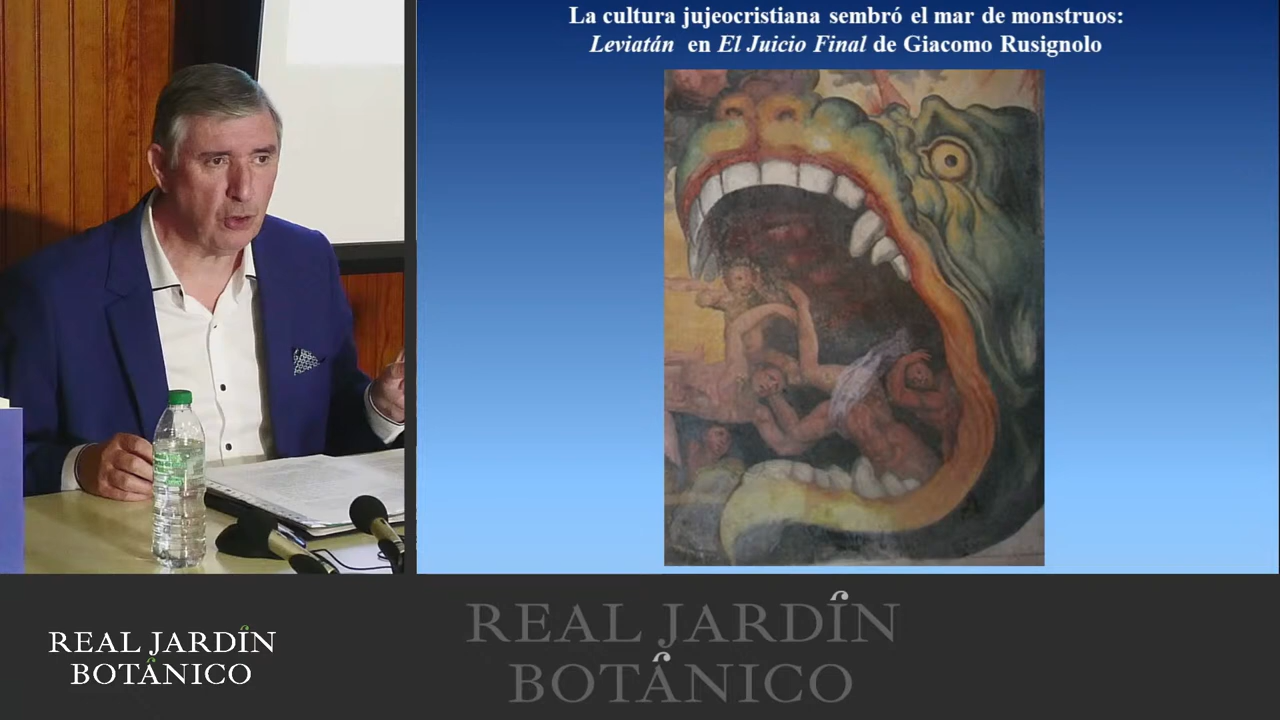 La cultura jujeocristiana sembró el mar de monstruos:
Leviatán en El Juicio Final de Giacomo Rusignolo
REAL JARDÍN
BOTÁNICO
REAL JARDÍN
BOTÁNICO